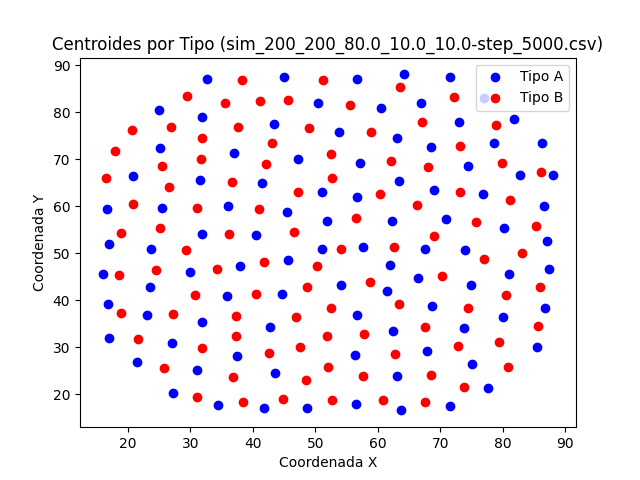 Centroides por Tipo (sim_200_200_80.0_10.0_10.0-step_5000.csv)
Tipo A
Tipo B
90
80
70
60
50
40
30
20
Coordenada Y
20 30 40 50 60 70 80 90
Coordenada X